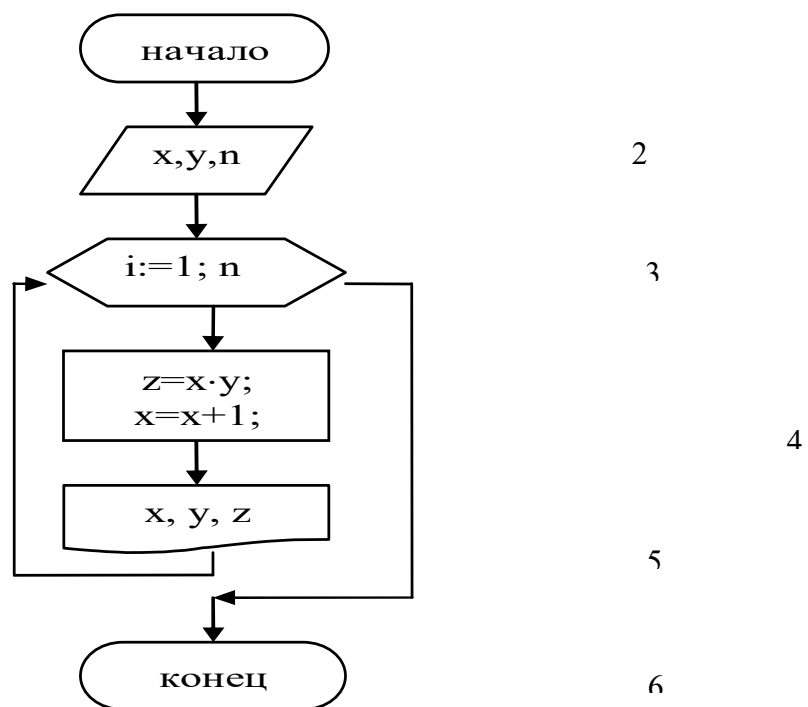 начало
x,y,n
2
i:=1; n
3
z=x·y;
x=x+1;
4
x, y, z
5
конец
6